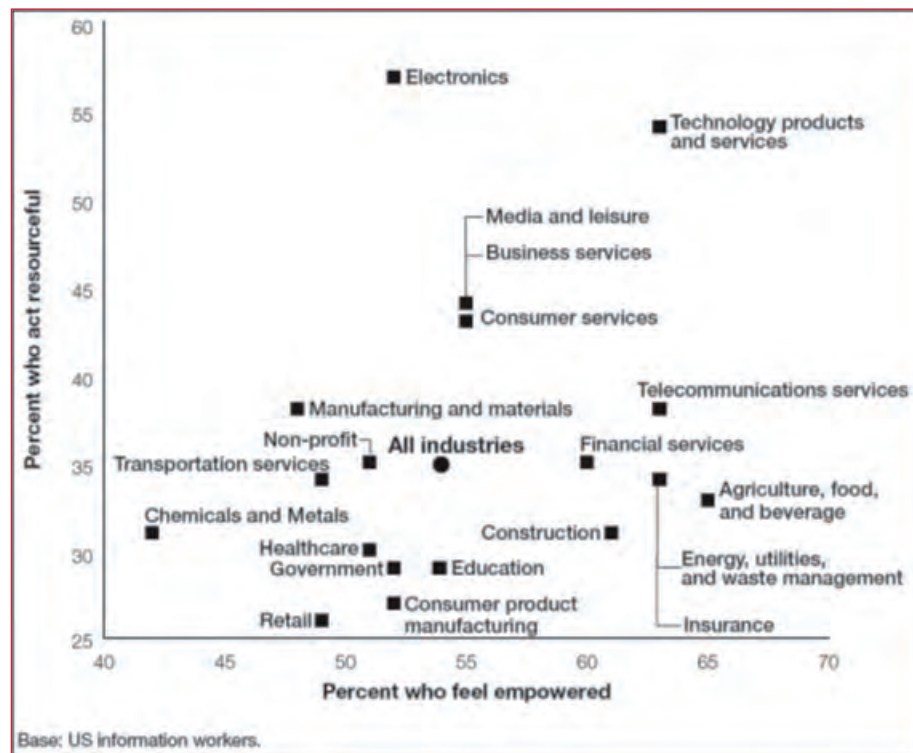 60
55
50
45
40
35
30
25
Percent who act resourceful
Electronics
Technology products
and services
Media and leisure
Business services
Consumer services
Telecommunications services
Manufacturing and materials
Non-profit
All industries
Financial services
Transportation services
Agriculture, food,
and beverage
Chemicals and Metals
Construction
Healthcare
Government
Education
Energy, utilities,
and waste management
Consumer product
manufacturing
Retail
Insurance
40 45 50 55 60 65 70
Percent who feel empowered
Base: US information workers.